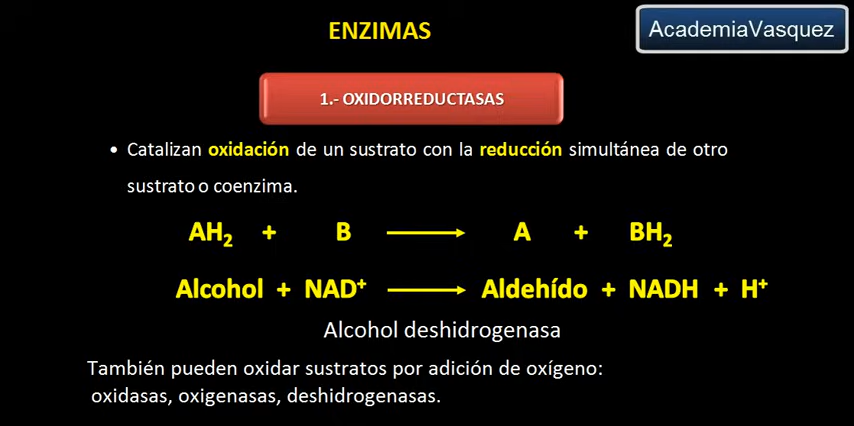 ENZIMAS
AcademiaVasquez
1.- OXIDORREDUCTASAS
• Catalizan oxidación de un sustrato con la reducción simultánea de otro
sustrato o coenzima.
AH₂ + B ⟶ A + BH₂
Alcohol + NAD⁺ ⟶ Aldehído + NADH + H⁺
Alcohol deshidrogenasa
También pueden oxidar sustratos por adición de oxígeno:
oxidasas, oxigenasas, deshidrogenasas.